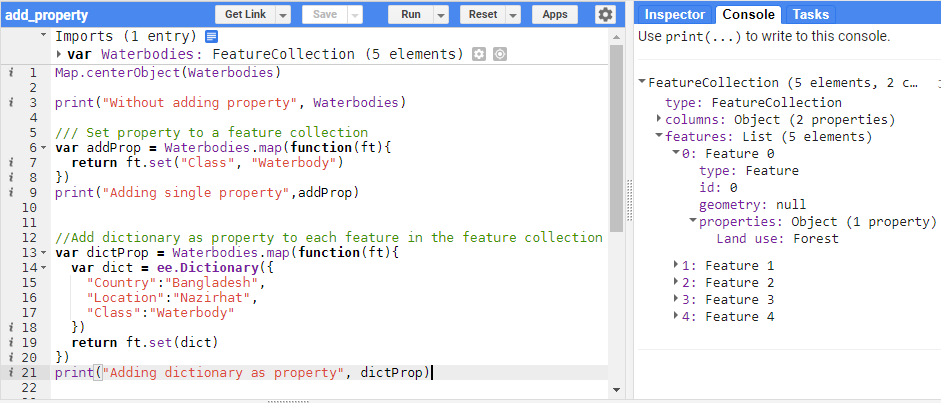 add_property
Get Link
Save
Run
Reset
Apps
Imports (1 entry)
var Waterbodies: FeatureCollection (5 elements)
1 Map.centerObject(Waterbodies)
2
3 print("Without adding property", Waterbodies)
4
5 /// Set property to a feature collection
6 var addProp = Waterbodies.map(function(ft){
7 return ft.set("Class", "Waterbody")
8 })
9 print("Adding single property",addProp)
10
11
12 //Add dictionary as property to each feature in the feature collection
13 var dictProp = Waterbodies.map(function(ft){
14 var dict = ee.Dictionary({
15 "Country":"Bangladesh",
16 "Location":"Nazirhat",
17 "Class":"Waterbody"
18 })
19 return ft.set(dict)
20 })
21 print("Adding dictionary as property", dictProp)
22
Inspector
Console
Tasks
Use print(...) to write to this console.
FeatureCollection (5 elements, 2 c…
type: FeatureCollection
columns: Object (2 properties)
features: List (5 elements)
0: Feature 0
type: Feature
id: 0
geometry: null
properties: Object (1 property)
Land use: Forest
1: Feature 1
2: Feature 2
3: Feature 3
4: Feature 4